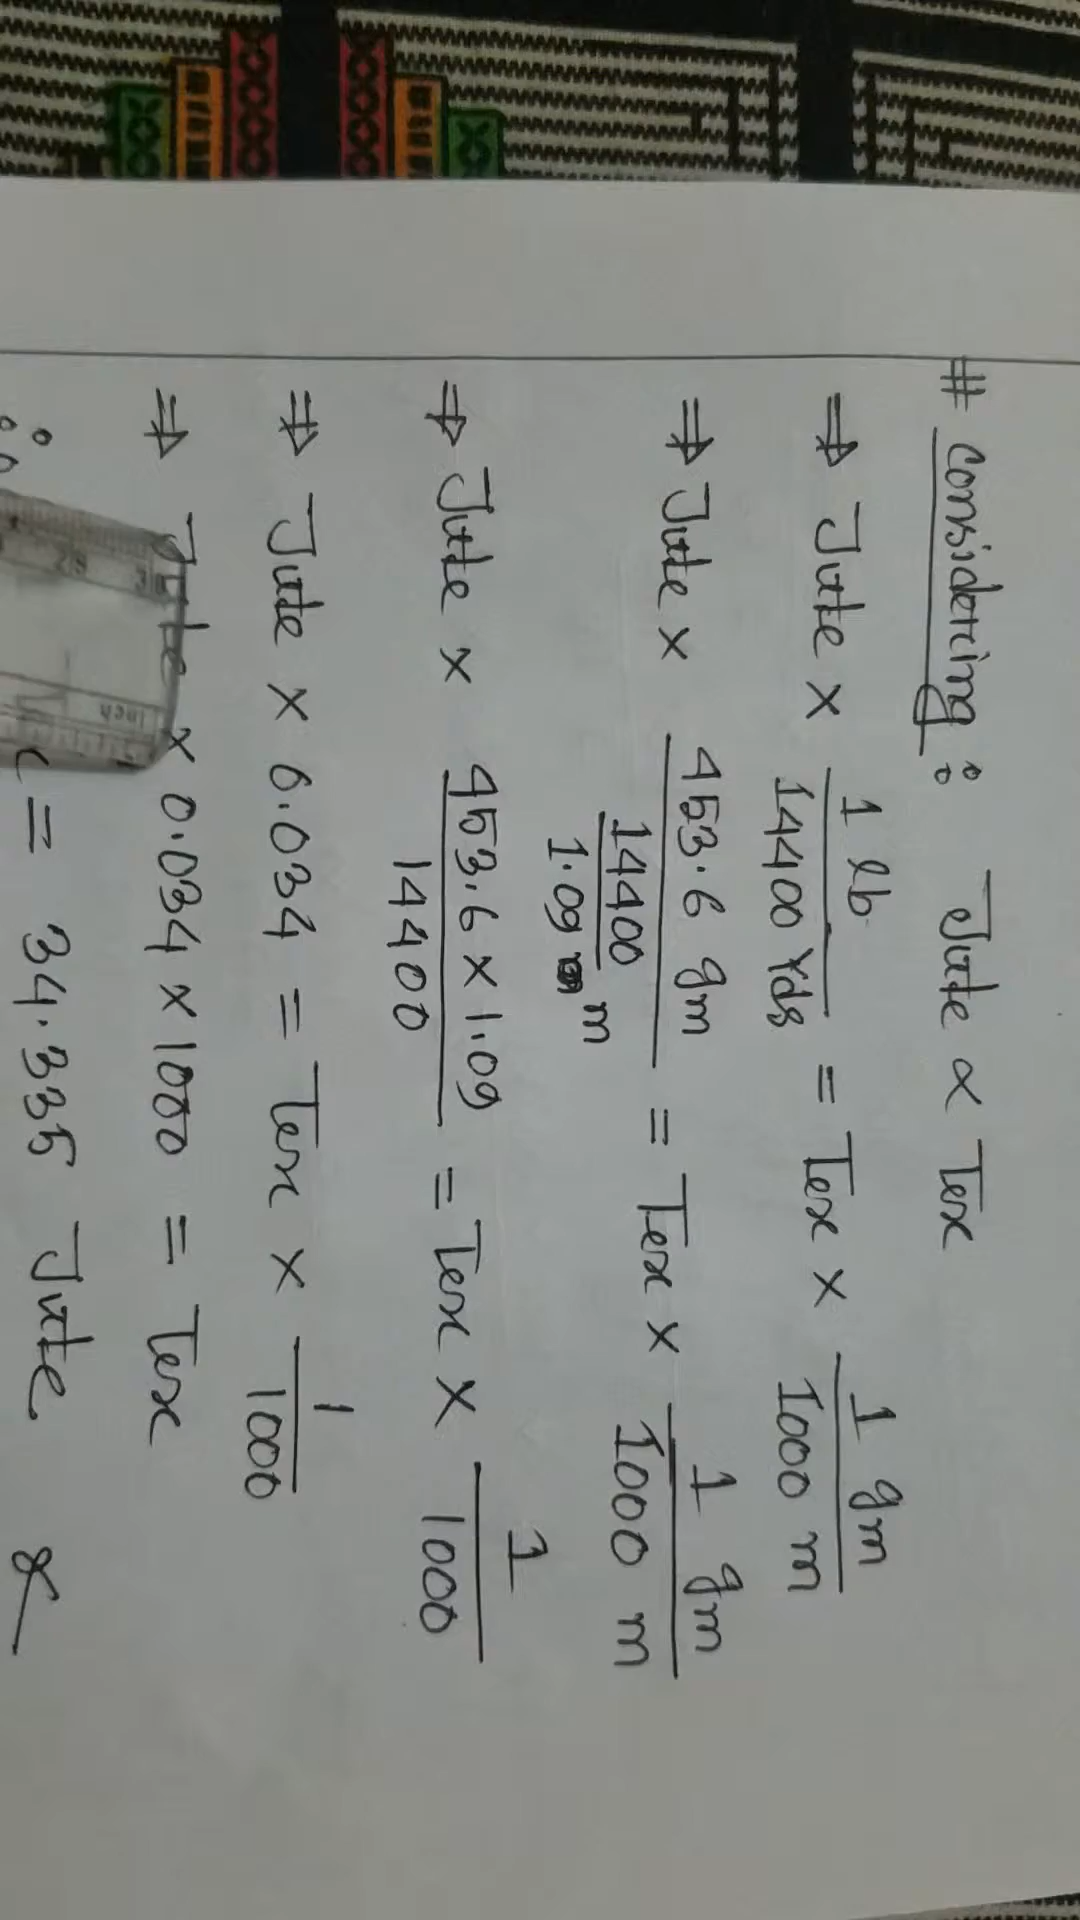 # Considering : Jute ∝ Tex
⇒ Jute × 1 lb / 14400 Yds = Tex × 1 gm / 1000 m
⇒ Jute × 453.6 gm / (14400 / 1.09 m) = Tex × 1 gm / 1000 m
⇒ Jute × 453.6 × 1.09 / 14400 = Tex × 1 / 1000
⇒ Jute × 0.034 = Tex × 1 / 1000
⇒ Jute × 0.034 × 1000 = Tex
= 34.335 Jute
inch